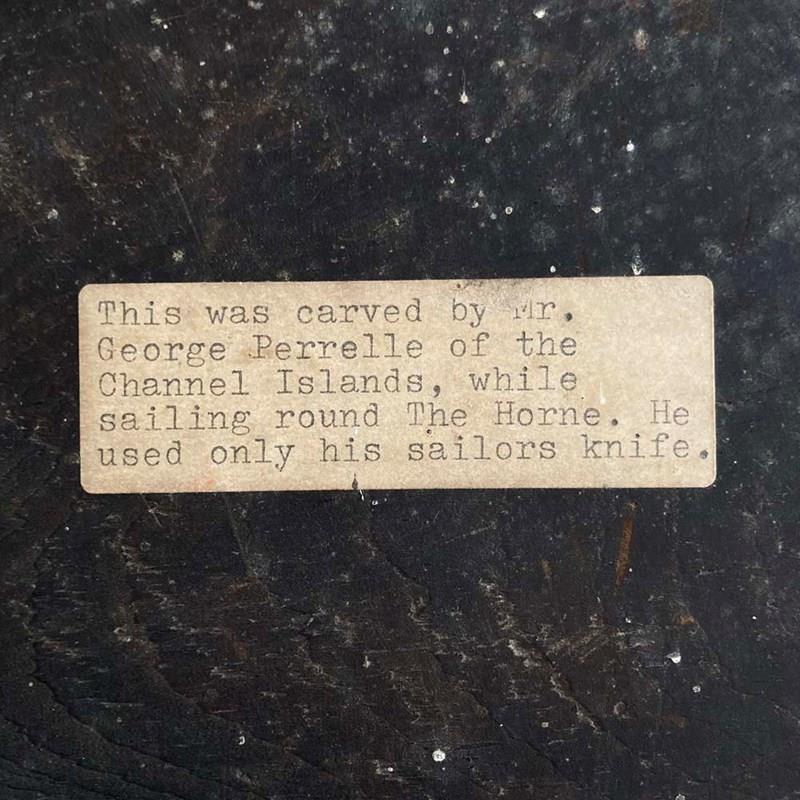 This was carved by Mr.
George Perrelle of the
Channel Islands, while
sailing round The Horne. He
used only his sailors knife.